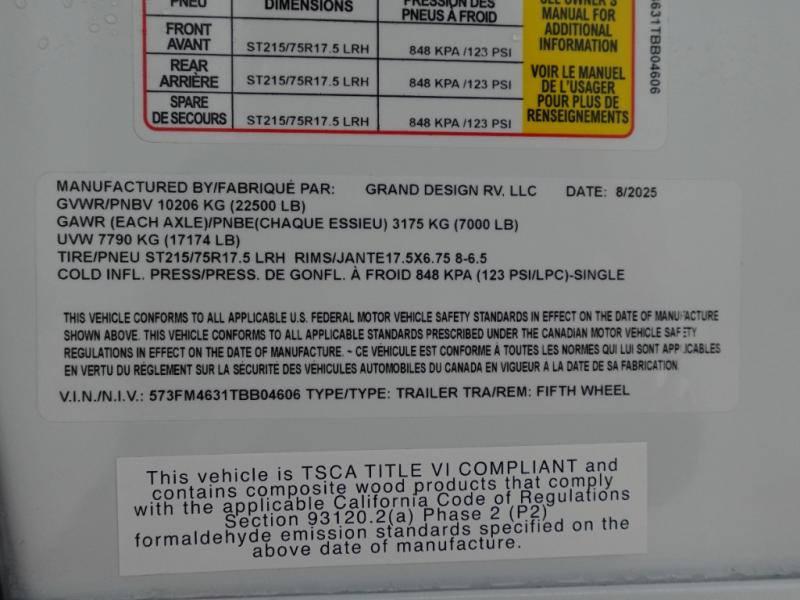 PNEU DIMENSIONS PRESSION DES
PNEUS À FROID
FRONT
AVANT ST215/75R17.5 LRH 848 KPA /123 PSI
REAR
ARRIÈRE ST215/75R17.5 LRH 848 KPA /123 PSI
SPARE
DE SECOURS ST215/75R17.5 LRH 848 KPA /123 PSI
SEE OWNER'S
MANUAL FOR
ADDITIONAL
INFORMATION
VOIR LE MANUEL
DE L'USAGER
POUR PLUS DE
RENSEIGNEMENTS
4631TBB04606
MANUFACTURED BY/FABRIQUÉ PAR: GRAND DESIGN RV, LLC DATE: 8/2025
GVWR/PNBV 10206 KG (22500 LB)
GAWR (EACH AXLE)/PNBE(CHAQUE ESSIEU) 3175 KG (7000 LB)
UVW 7790 KG (17174 LB)
TIRE/PNEU ST215/75R17.5 LRH RIMS/JANTE17.5X6.75 8-6.5
COLD INFL. PRESS/PRESS. DE GONFL. À FROID 848 KPA (123 PSI/LPC)-SINGLE
THIS VEHICLE CONFORMS TO ALL APPLICABLE U.S. FEDERAL MOTOR VEHICLE SAFETY STANDARDS IN EFFECT ON THE DATE OF MANUFACTURE
SHOWN ABOVE. THIS VEHICLE CONFORMS TO ALL APPLICABLE STANDARDS PRESCRIBED UNDER THE CANADIAN MOTOR VEHICLE SAFETY
REGULATIONS IN EFFECT ON THE DATE OF MANUFACTURE. ~ CE VÉHICULE EST CONFORME À TOUTES LES NORMES QUI LUI SONT APPLICABLES
EN VERTU DU RÉGLEMENT SUR LA SÉCURITÉ DES VÉHICULES AUTOMOBILES DU CANADA EN VIGUEUR A LA DATE DE SA FABRICATION
V.I.N./N.I.V.: 573FM4631TBB04606 TYPE/TYPE: TRAILER TRA/REM: FIFTH WHEEL
This vehicle is TSCA TITLE VI COMPLIANT and
contains composite wood products that comply
with the applicable California Code of Regulations
Section 93120.2(a) Phase 2 (P2)
formaldehyde emission standards specified on the
above date of manufacture.